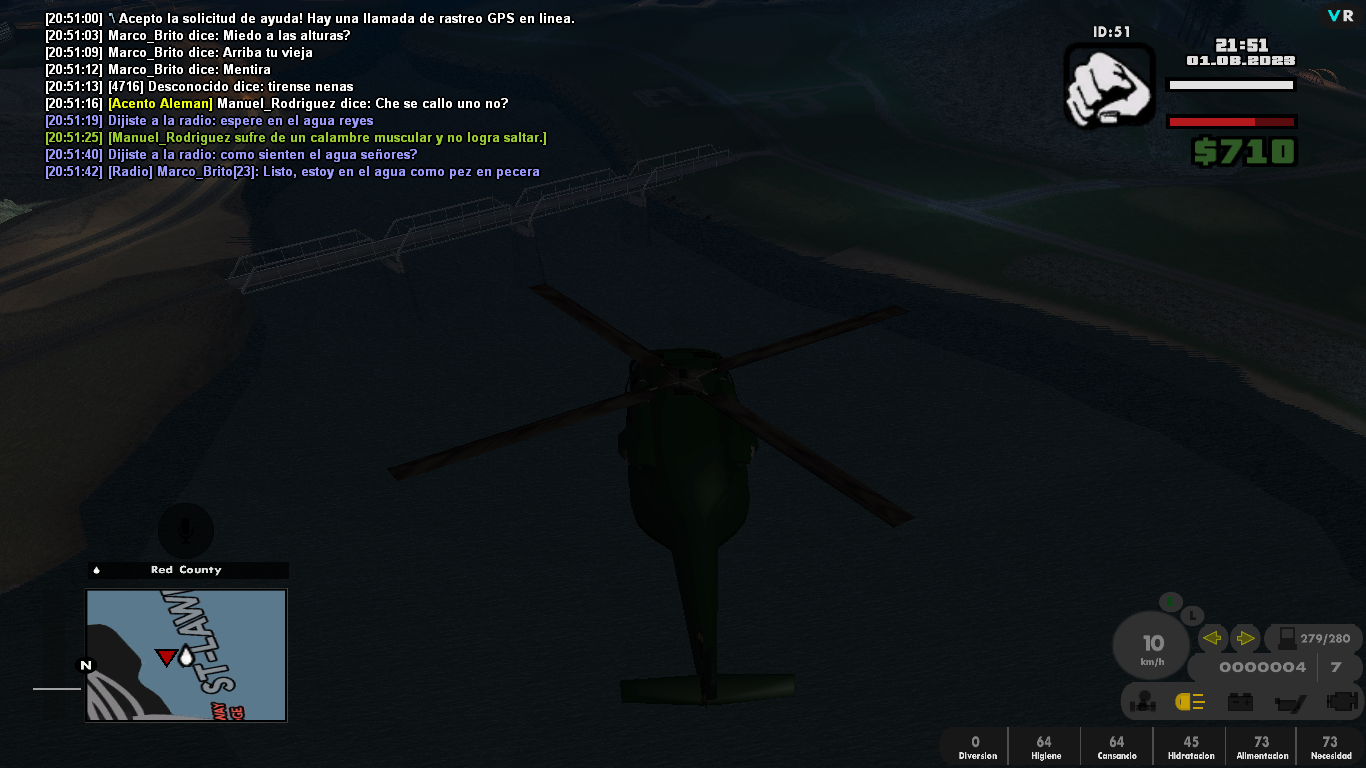 [20:51:00] \ Acepto la solicitud de ayuda! Hay una llamada de rastreo GPS en linea.
[20:51:03] Marco_Brito dice: Miedo a las alturas?
[20:51:09] Marco_Brito dice: Arriba tu vieja
[20:51:12] Marco_Brito dice: Mentira
[20:51:13] [4716] Desconocido dice: tirense nenas
[20:51:16] [Acento Aleman] Manuel_Rodriguez dice: Che se callo uno no?
[20:51:19] Dijiste a la radio: espere en el agua reyes
[20:51:25] [Manuel_Rodriguez sufre de un calambre muscular y no logra saltar.]
[20:51:40] Dijiste a la radio: como sienten el agua señores?
[20:51:42] [Radio] Marco_Brito[23]: Listo, estoy en el agua como pez en pecera
VR
ID:51
21:51
01.08.2023
$710
Red County
N
ST-LAW
WAY
GE
L
10
km/h
279/280
0000004
7
0
Diversion
64
Higiene
64
Cansancio
45
Hidratacion
73
Alimentacion
73
Necesidad